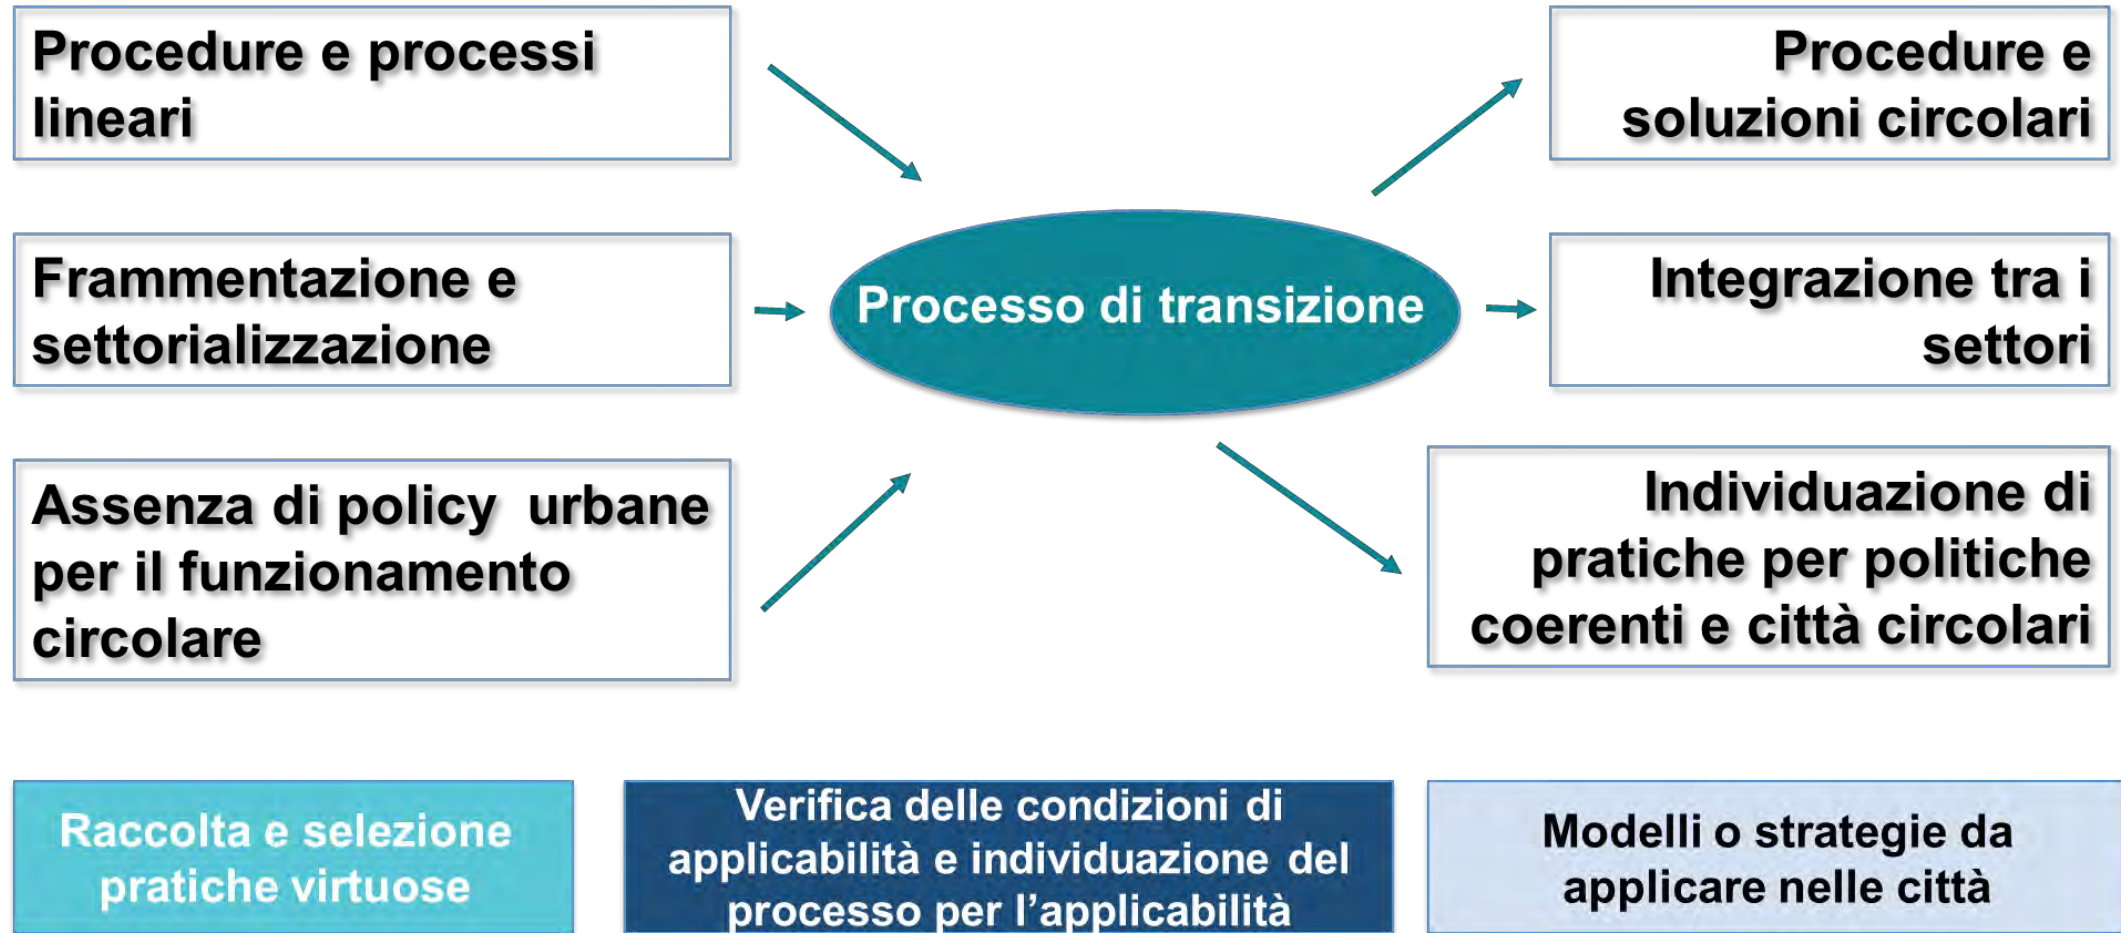 Procedure e processi
lineari
Frammentazione e
settorializzazione
Assenza di policy urbane
per il funzionamento
circolare
Processo di transizione
Procedure e
soluzioni circolari
Integrazione tra i
settori
Individuazione di
pratiche per politiche
coerenti e città circolari
Raccolta e selezione
pratiche virtuose
Verifica delle condizioni di
applicabilità e individuazione del
processo per l’applicabilità
Modelli o strategie da
applicare nelle città